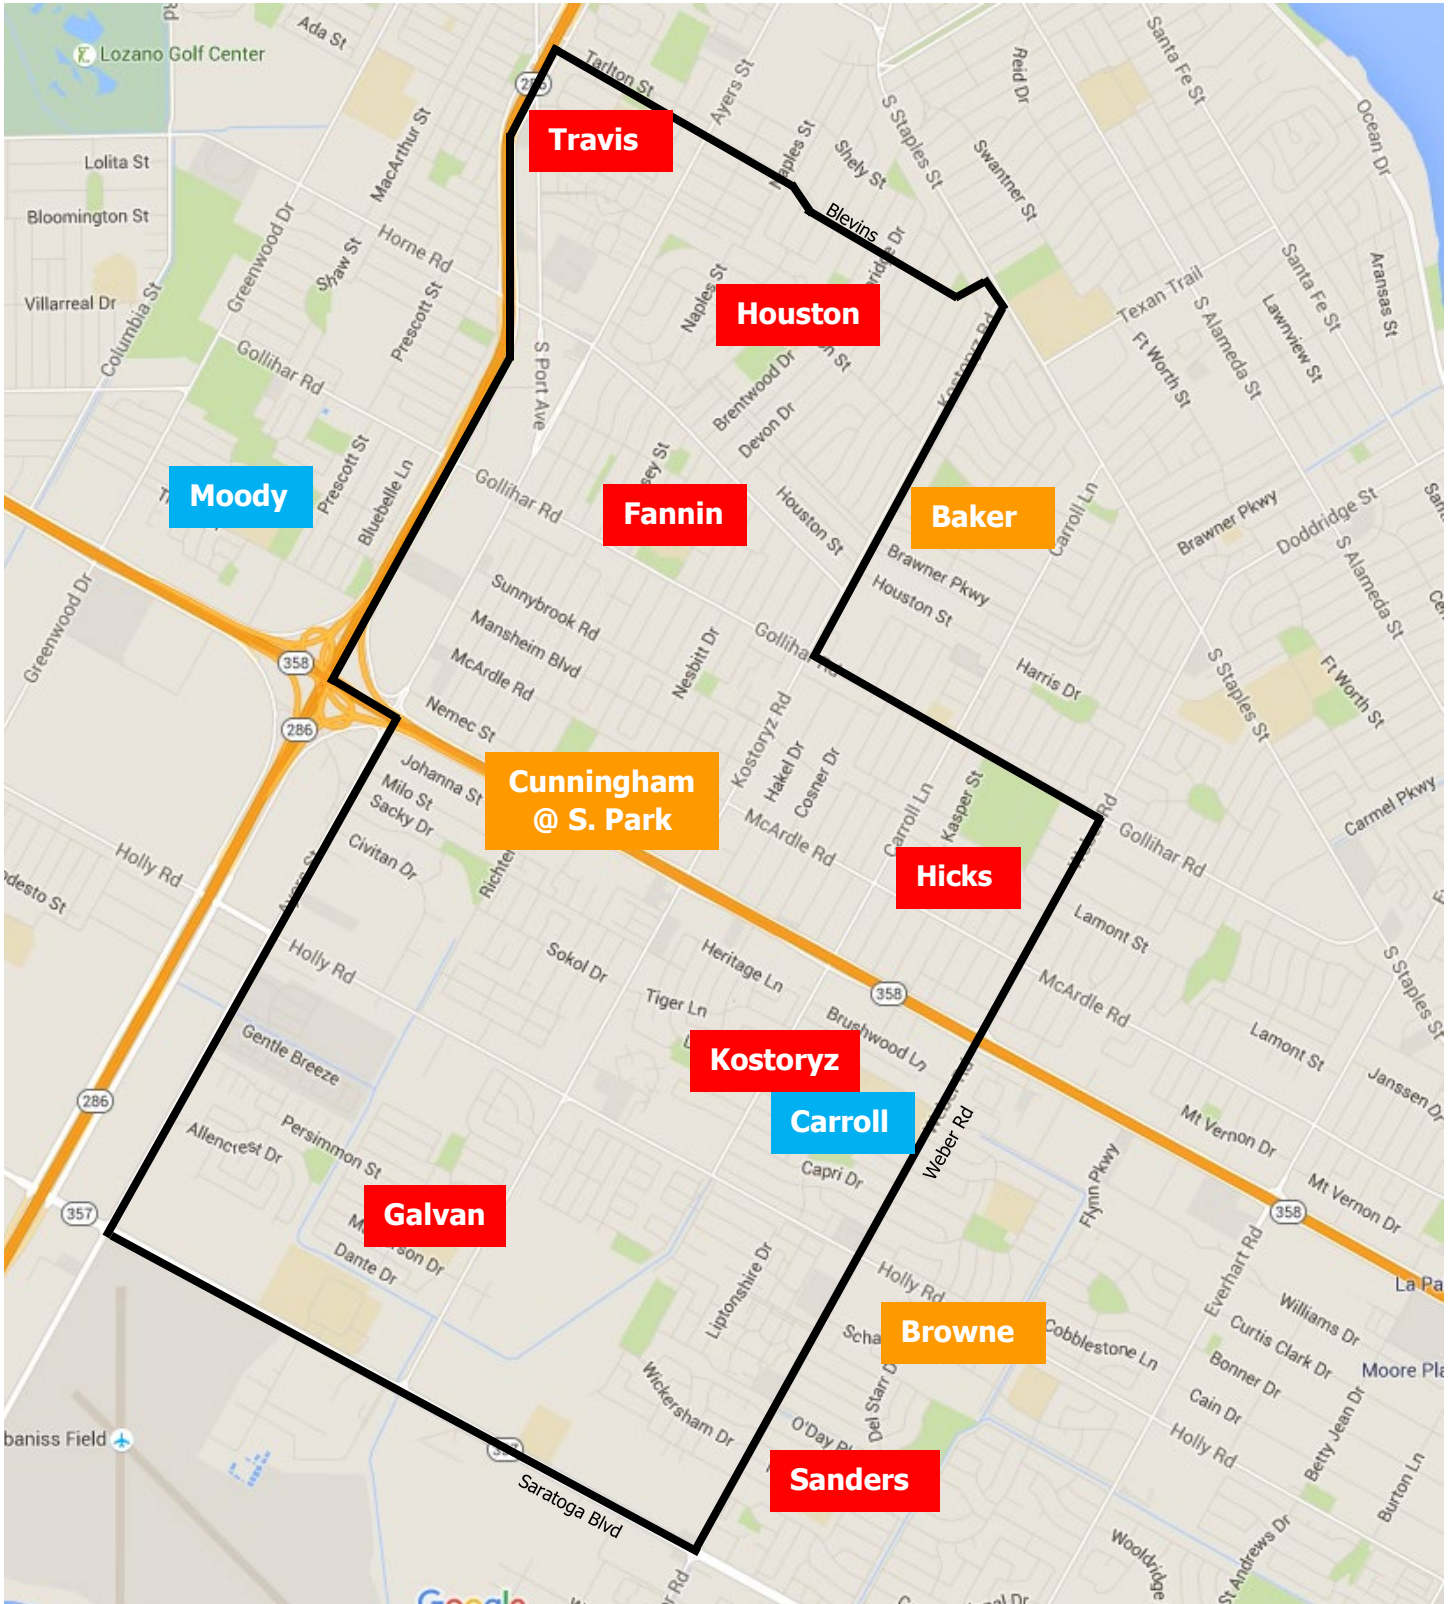 Ada St
Lozano Golf Center
286
Tarlton St
Ayers St
Reid Dr
Santa Fe St
S Staples St
Ocean Dr
Lolita St
MacArthur St
Travis
Naples St
Shely St
Swantner St
Bloomington St
Greenwood Dr
Horne Rd
Shaw St
Blevins
Villarreal Dr
Columbia St
Prescott St
Naples St
Houston
Texan Trail
Santa Fe St
Aransas St
S Alameda St
Lawnview St
Gollihar Rd
S Port Ave
Kostoryz Rd
Ft Worth St
Brentwood Dr
Devon Dr
Moody
Prescott St
Bluebelle Ln
Gollihar Rd
Fannin
Houston St
Baker
Carroll Ln
Brawner Pkwy
Doddridge St
S Alameda St
Greenwood Dr
Sunnybrook Rd
Mansheim Blvd
McArdle Rd
Brawner Pkwy
Houston St
358
286
Nemec St
Nesbitt Dr
Gollihar Rd
Harris Dr
S Staples St
Ft Worth St
Kostoryz Rd
Johanna St
Milo St
Sacky Dr
Civitan Dr
Cunningham
@ S. Park
Hakel Dr
Cosner Dr
McArdle Rd
Carroll Ln
Kasper St
Gollihar Rd
Carmel Pkwy
Holly Rd
Hicks
Lamont St
Holly Rd
Sokol Dr
Heritage Ln
Tiger Ln
358
McArdle Rd
S Staples St
Brushwood Ln
Lamont St
Janssen Dr
Gentle Breeze
Kostoryz
286
Carroll
Weber Rd
Mt Vernon Dr
Persimmon St
Allencrest Dr
Capri Dr
Flynn Pkwy
Mt Vernon Dr
357
Galvan
358
Dante Dr
Liptonshire Dr
Holly Rd
Everhart Rd
La Pa
Browne
Cobblestone Ln
Williams Dr
Curtis Clark Dr
Bonner Dr
Moore Pla
Wickersham Dr
Cain Dr
Betty Jean Dr
baniss Field
Holly Rd
Burton Ln
Sanders
Saratoga Blvd
St Andrews Dr
Wooldridge
Google